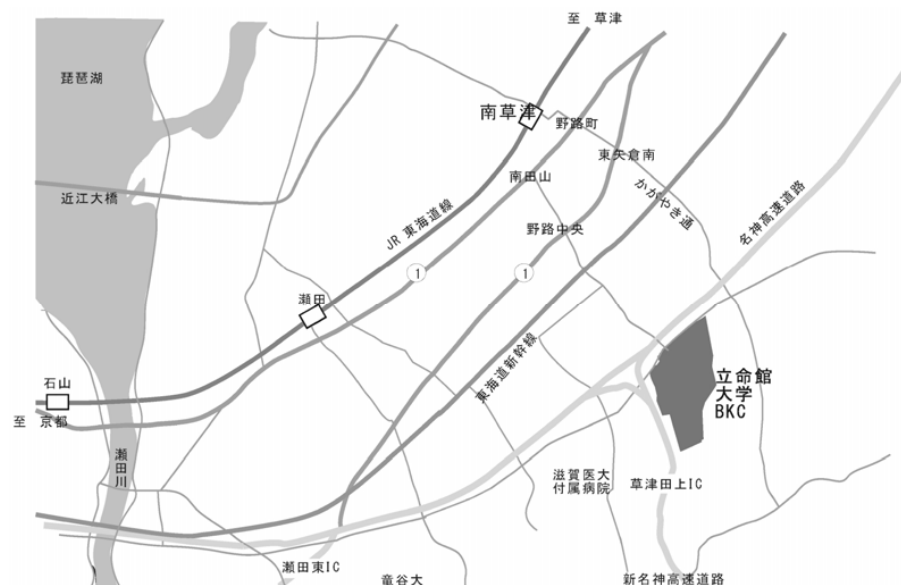 至 草津
琵琶湖
南草津
野路町
東矢倉南
南田山
かがやき通
近江大橋
名神高速道路
JR 東海道線
野路中央
1
1
瀬田
東海道新幹線
石山
立命館
大学
BKC
至 京都
瀬田川
滋賀医大
付属病院
草津田上IC
瀬田東IC
竜谷大
新名神高速道路